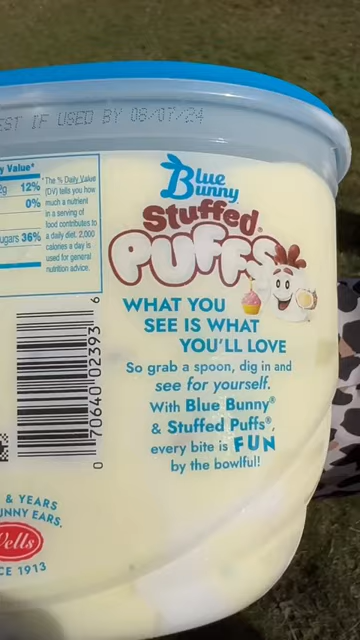 EST IF USED BY 08/07/24
y Value*
2g 12%
0%
ugars 36%
*The % Daily Value
(DV) tells you how
much a nutrient
in a serving of
food contributes to
a daily diet. 2,000
calories a day is
used for general
nutrition advice.
Blue
Bunny
Stuffed
PUFFS
WHAT YOU
SEE IS WHAT
YOU'LL LOVE
So grab a spoon, dig in and
see for yourself.
With Blue Bunny®
& Stuffed Puffs®,
every bite is FUN
by the bowlful!
0 70640 02393 6
& YEARS
UNNY EARS.
Wells
CE 1913